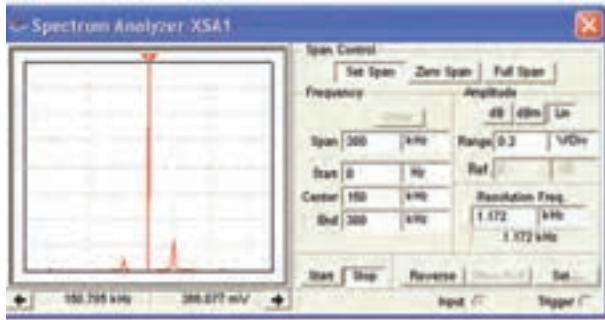 Spectrum Analyzer-XSA1
Span Control
Set Span Zero Span Full Span
Frequency
Amplitude
dB dBm Lin
Span 300 kHz
Range 0.3 V/Div
Start 0 Hz
Ref.
Center 150 kHz
Resolution Freq.
End 300 kHz
1.172 kHz
1.172 kHz
Start Stop Reverse Set...
150.795 kHz
Input
Trigger